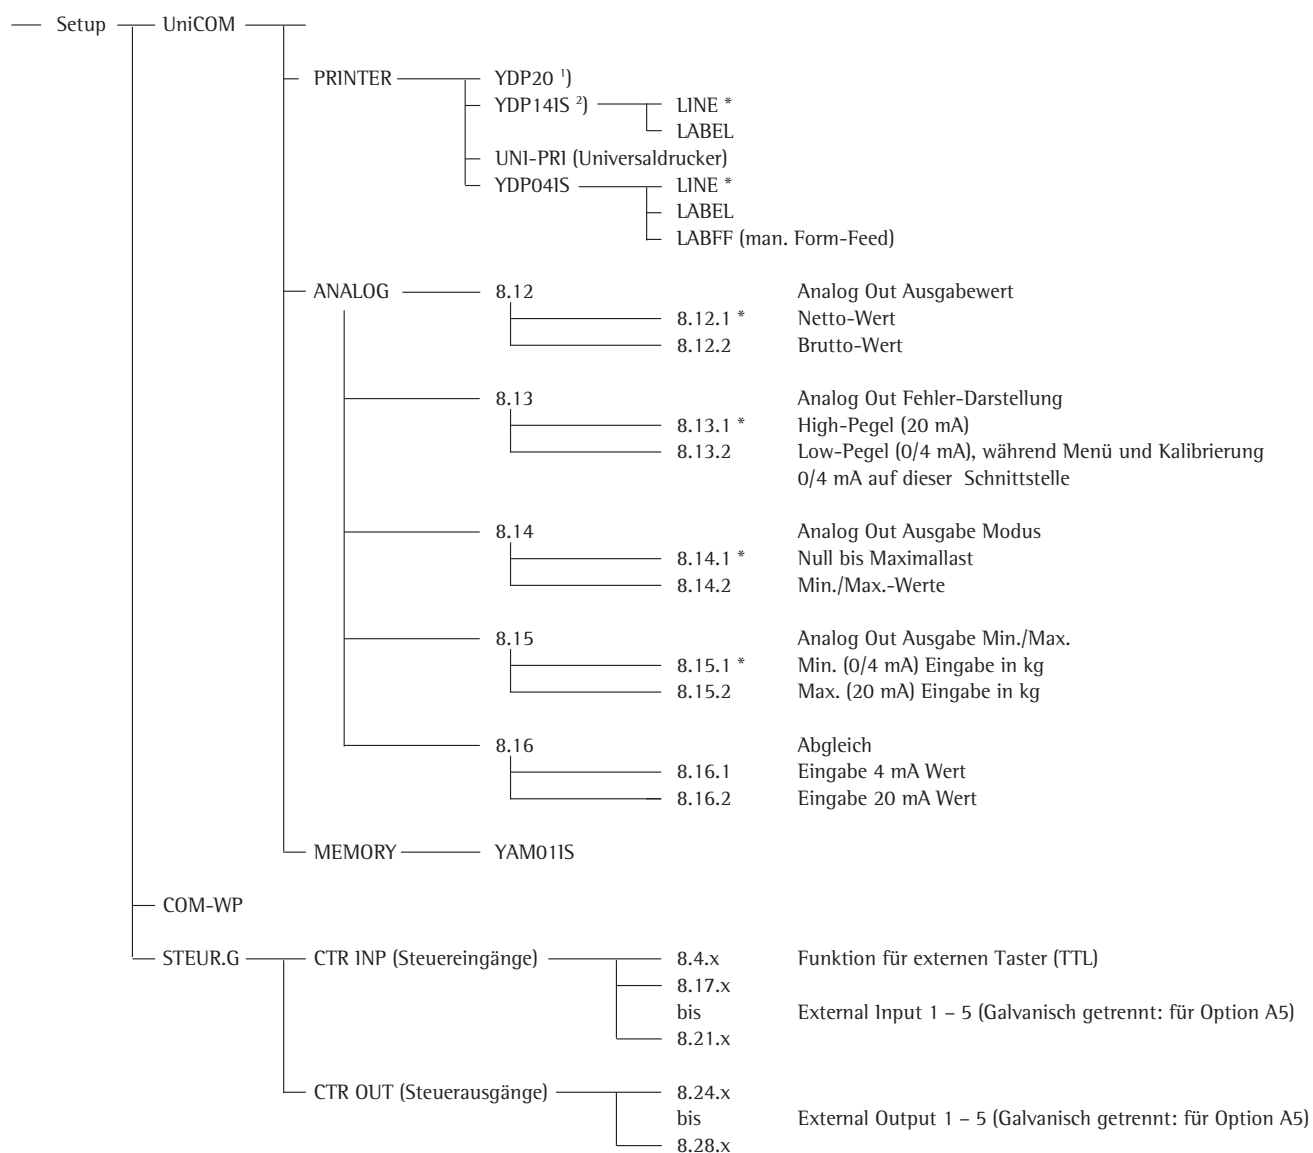 Setup UniCOM
PRINTER YDP20 ¹)
YDP14IS ²) LINE *
LABEL
UNI-PRI (Universaldrucker)
YDP04IS LINE *
LABEL
LABFF (man. Form-Feed)
ANALOG 8.12 Analog Out Ausgabewert
8.12.1 * Netto-Wert
8.12.2 Brutto-Wert
8.13 Analog Out Fehler-Darstellung
8.13.1 * High-Pegel (20 mA)
8.13.2 Low-Pegel (0/4 mA), während Menü und Kalibrierung
0/4 mA auf dieser Schnittstelle
8.14 Analog Out Ausgabe Modus
8.14.1 * Null bis Maximallast
8.14.2 Min./Max.-Werte
8.15 Analog Out Ausgabe Min./Max.
8.15.1 * Min. (0/4 mA) Eingabe in kg
8.15.2 Max. (20 mA) Eingabe in kg
8.16 Abgleich
8.16.1 Eingabe 4 mA Wert
8.16.2 Eingabe 20 mA Wert
MEMORY YAM01IS
COM-WP
STEUR.G CTR INP (Steuereingänge) 8.4.x Funktion für externen Taster (TTL)
8.17.x
bis External Input 1 – 5 (Galvanisch getrennt: für Option A5)
8.21.x
CTR OUT (Steuerausgänge) 8.24.x
bis External Output 1 – 5 (Galvanisch getrennt: für Option A5)
8.28.x